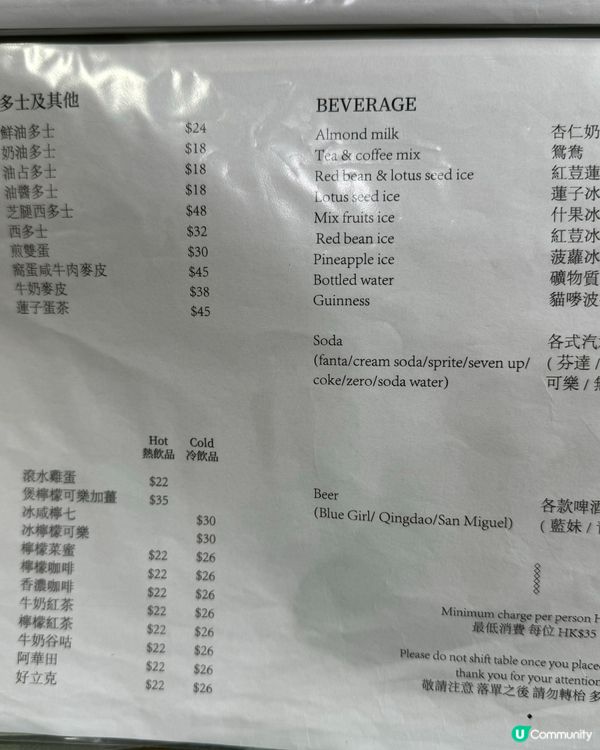 多士及其他
鮮油多士 $24
奶油多士 $18
油占多士 $18
油醬多士 $18
芝腿西多士 $48
西多士 $32
煎雙蛋 $30
窩蛋咸牛肉麥皮 $45
牛奶麥皮 $38
蓮子蛋茶 $45
Hot Cold
熱飲品 冷飲品
滾水雞蛋 $22
煲檸檬可樂加薑 $35
冰咸檸七 $30
冰檸檬可樂 $30
檸檬菜蜜 $22 $26
檸檬咖啡 $22 $26
香濃咖啡 $22 $26
牛奶紅茶 $22 $26
檸檬紅茶 $22 $26
牛奶谷咕 $22 $26
阿華田 $22 $26
好立克 $22 $26
BEVERAGE
Almond milk 杏仁奶
Tea & coffee mix 鴛鴦
Red bean & lotus seed ice 紅荳蓮
Lotus seed ice 蓮子冰
Mix fruits ice 什果冰
Red bean ice 紅荳冰
Pineapple ice 菠蘿冰
Bottled water 礦物質
Guinness 貓嘜波
Soda 各式汽
(fanta/cream soda/sprite/seven up/ ( 芬達 /
coke/zero/soda water) 可樂 /
Beer 各款啤酒
(Blue Girl/ Qingdao/San Miguel) ( 藍妹 /
Minimum charge per person H
最低消費 每位 HK$35
Please do not shift table once you place
thank you for your attention
敬請注意 落單之後 請勿轉枱 多
U Community